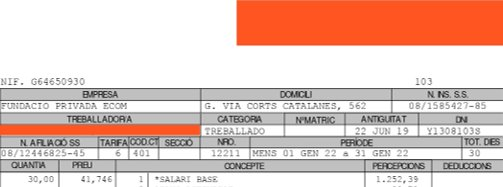 NIF. G64650930 103
EMPRESA DOMICILI N. INS. S.S.
FUNDACIO PRIVADA ECOM G. VIA CORTS CATALANES, 562 08/1585427-85
TREBALLADOR/A CATEGORIA NºMATRIC ANTIGUITAT DNI
TREBALLADO 22 JUN 19 Y1308103S
N. AFILIACIÓ SS TARIFA COD.CT SECCIÓ NRO. PERÍODE TOT. DIES
08/12446825-45 6 401 12211 MENS 01 GEN 22 a 31 GEN 22 30
QUANTIA PREU CONCEPTE PERCEPCIONS DEDUCCIONS
30,00 41,746 1 *SALARI BASE 1.252,39